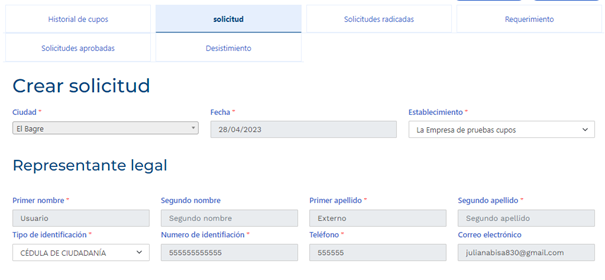 Historial de cupos solicitud Solicitudes radicadas Requerimiento
Solicitudes aprobadas Desistimiento
Crear solicitud
Ciudad * Fecha * Establecimiento *
El Bagre 28/04/2023 La Empresa de pruebas cupos
Representante legal
Primer nombre * Segundo nombre Primer apellido * Segundo apellido *
Usuario Segundo nombre Externo Segundo apellido
Tipo de identificación * Numero de identifiación * Teléfono * Correo electrónico
CÉDULA DE CIUDADANÍA 555555555555 555555 julianabisa830@gmail.com